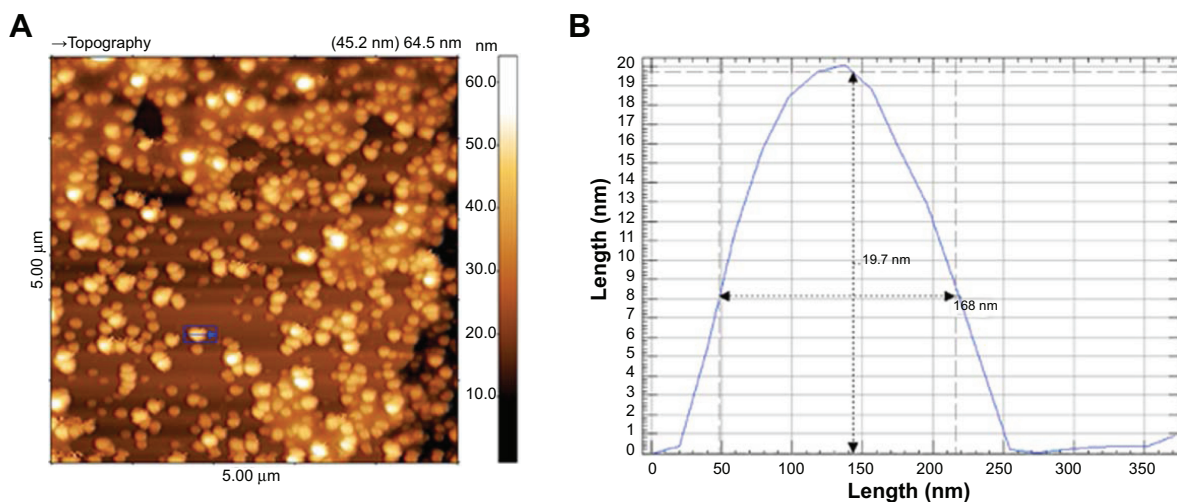 A
→Topography (45.2 nm) 64.5 nm nm
60.0
50.0
40.0
30.0
20.0
10.0
5.00 µm
5.00 µm
B
Length (nm)
20
19
17
16
15
14
13
11
10
9
8
7
6
5
4
3
2
1
0
19.7 nm
168 nm
0 50 100 150 200 250 300 350
Length (nm)